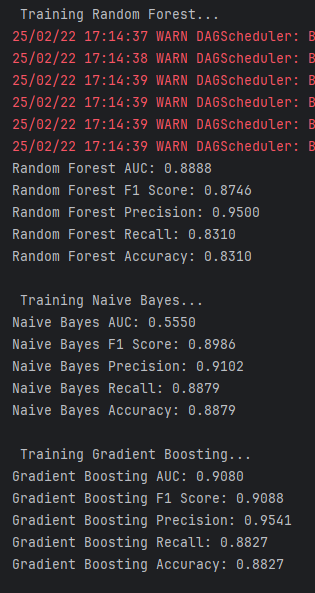 Training Random Forest...
25/02/22 17:14:37 WARN DAGScheduler: B
25/02/22 17:14:38 WARN DAGScheduler: B
25/02/22 17:14:39 WARN DAGScheduler: B
25/02/22 17:14:39 WARN DAGScheduler: B
25/02/22 17:14:39 WARN DAGScheduler: B
25/02/22 17:14:39 WARN DAGScheduler: B
Random Forest AUC: 0.8888
Random Forest F1 Score: 0.8746
Random Forest Precision: 0.9500
Random Forest Recall: 0.8310
Random Forest Accuracy: 0.8310
Training Naive Bayes...
Naive Bayes AUC: 0.5550
Naive Bayes F1 Score: 0.8986
Naive Bayes Precision: 0.9102
Naive Bayes Recall: 0.8879
Naive Bayes Accuracy: 0.8879
Training Gradient Boosting...
Gradient Boosting AUC: 0.9080
Gradient Boosting F1 Score: 0.9088
Gradient Boosting Precision: 0.9541
Gradient Boosting Recall: 0.8827
Gradient Boosting Accuracy: 0.8827